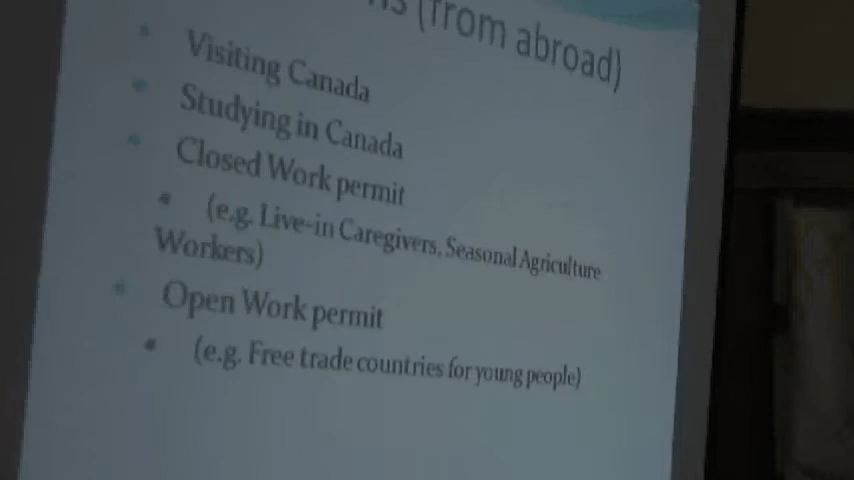 (from abroad)
Visiting Canada
Studying in Canada
Closed Work permit
(e.g. Live-in Caregivers, Seasonal Agriculture
Workers)
Open Work permit
(e.g. Free trade countries for young people)